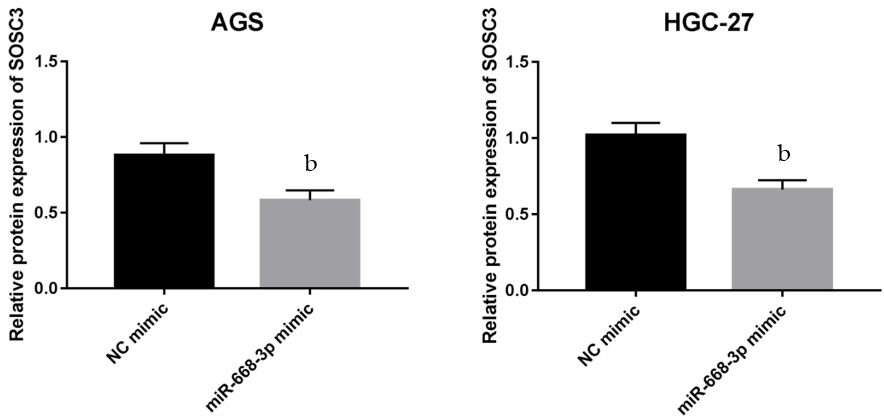 AGS
Relative protein expression of SOSC3
1.5
1.0
0.5
0.0
b
NC mimic
miR-668-3p mimic
HGC-27
Relative protein expression of SOSC3
1.5
1.0
0.5
0.0
b
NC mimic
miR-668-3p mimic